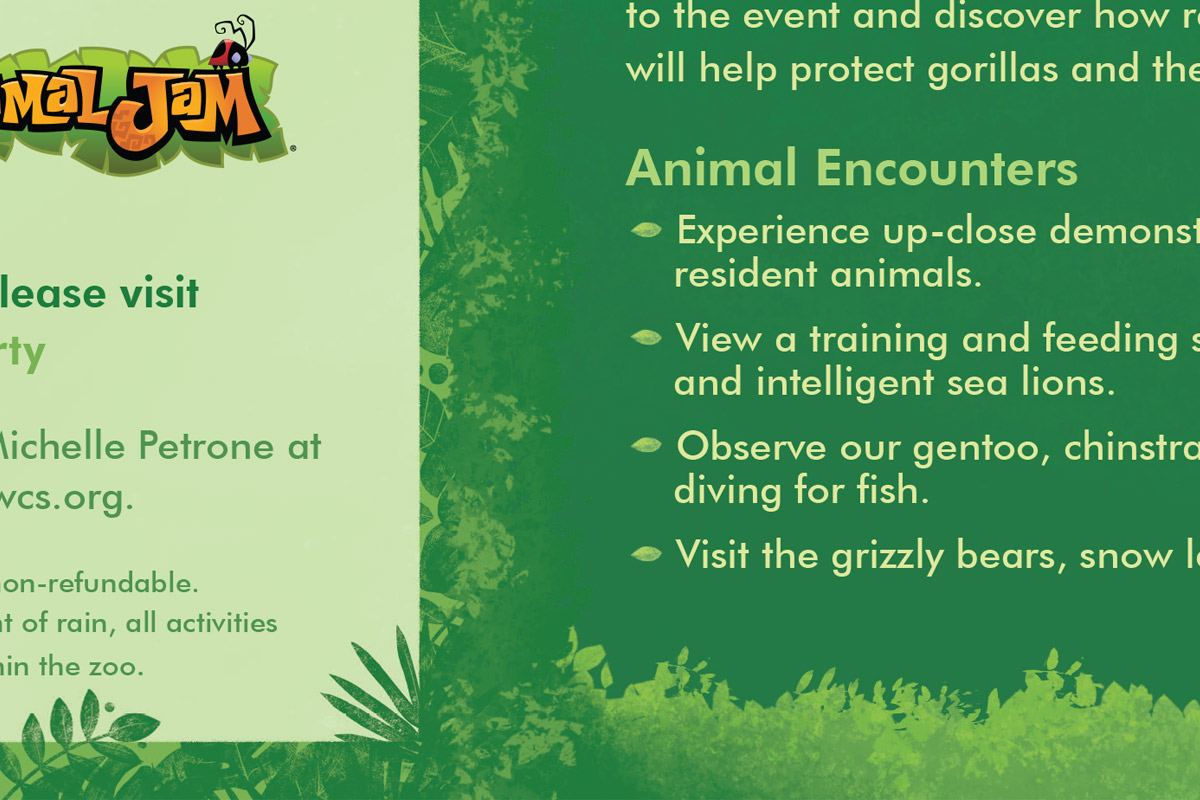 MAL JAM
lease visit
rty
Michelle Petrone at
wcs.org.
non-refundable.
nt of rain, all activities
hin the zoo.
to the event and discover how r
will help protect gorillas and the
Animal Encounters
Experience up-close demonst
resident animals.
View a training and feeding s
and intelligent sea lions.
Observe our gentoo, chinstra
diving for fish.
Visit the grizzly bears, snow le